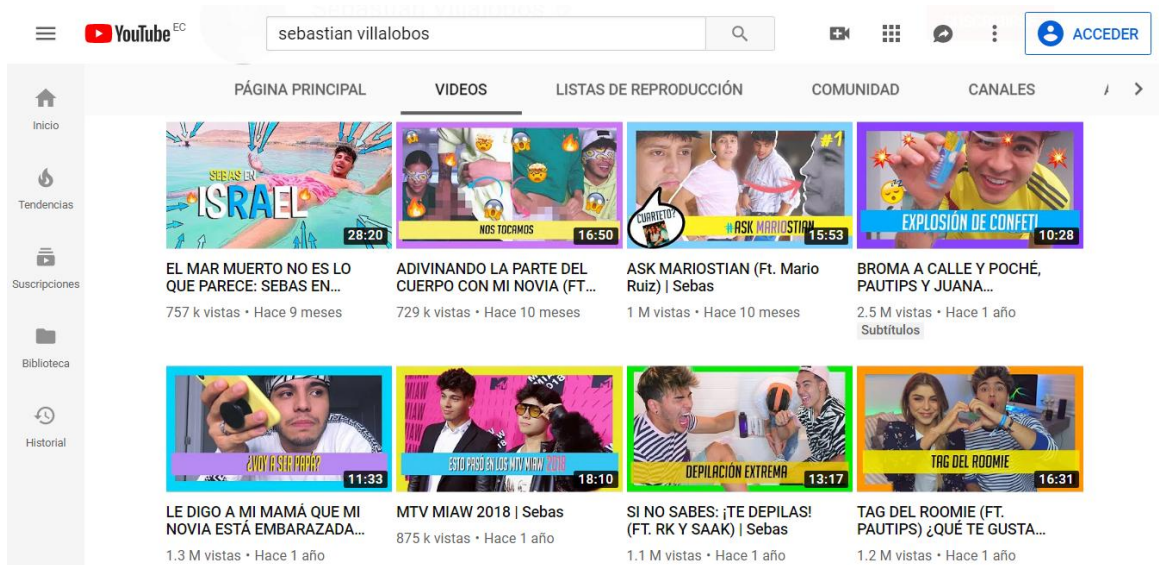 YouTube EC
sebastian villalobos
ACCEDER
PÁGINA PRINCIPAL VIDEOS LISTAS DE REPRODUCCIÓN COMUNIDAD CANALES
Inicio
Tendencias
Suscripciones
Biblioteca
Historial
SEBAS EN
ISRAEL
28:20
EL MAR MUERTO NO ES LO
QUE PARECE: SEBAS EN...
757 k vistas • Hace 9 meses
NOS TOCAMOS
16:50
ADIVINANDO LA PARTE DEL
CUERPO CON MI NOVIA (FT...
729 k vistas • Hace 10 meses
#1
CUARTETO?
#ASK MARIOSTIAN
15:53
ASK MARIOSTIAN (Ft. Mario
Ruiz) | Sebas
1 M vistas • Hace 10 meses
EXPLOSIÓN DE CONFETI
10:28
BROMA A CALLE Y POCHÉ,
PAUTIPS Y JUANA...
2.5 M vistas • Hace 1 año
Subtítulos
¿VOY A SER PAPÁ?
11:33
LE DIGO A MI MAMÁ QUE MI
NOVIA ESTÁ EMBARAZADA...
1.3 M vistas • Hace 1 año
ESTO PASÓ EN LOS MTV MIAW 2018
18:10
MTV MIAW 2018 | Sebas
875 k vistas • Hace 1 año
DEPILACIÓN EXTREMA
13:17
SI NO SABES: ¡TE DEPILAS!
(FT. RK Y SAAK) | Sebas
1.1 M vistas • Hace 1 año
TAG DEL ROOMIE
16:31
TAG DEL ROOMIE (FT.
PAUTIPS) ¿QUÉ TE GUSTA...
1.2 M vistas • Hace 1 año